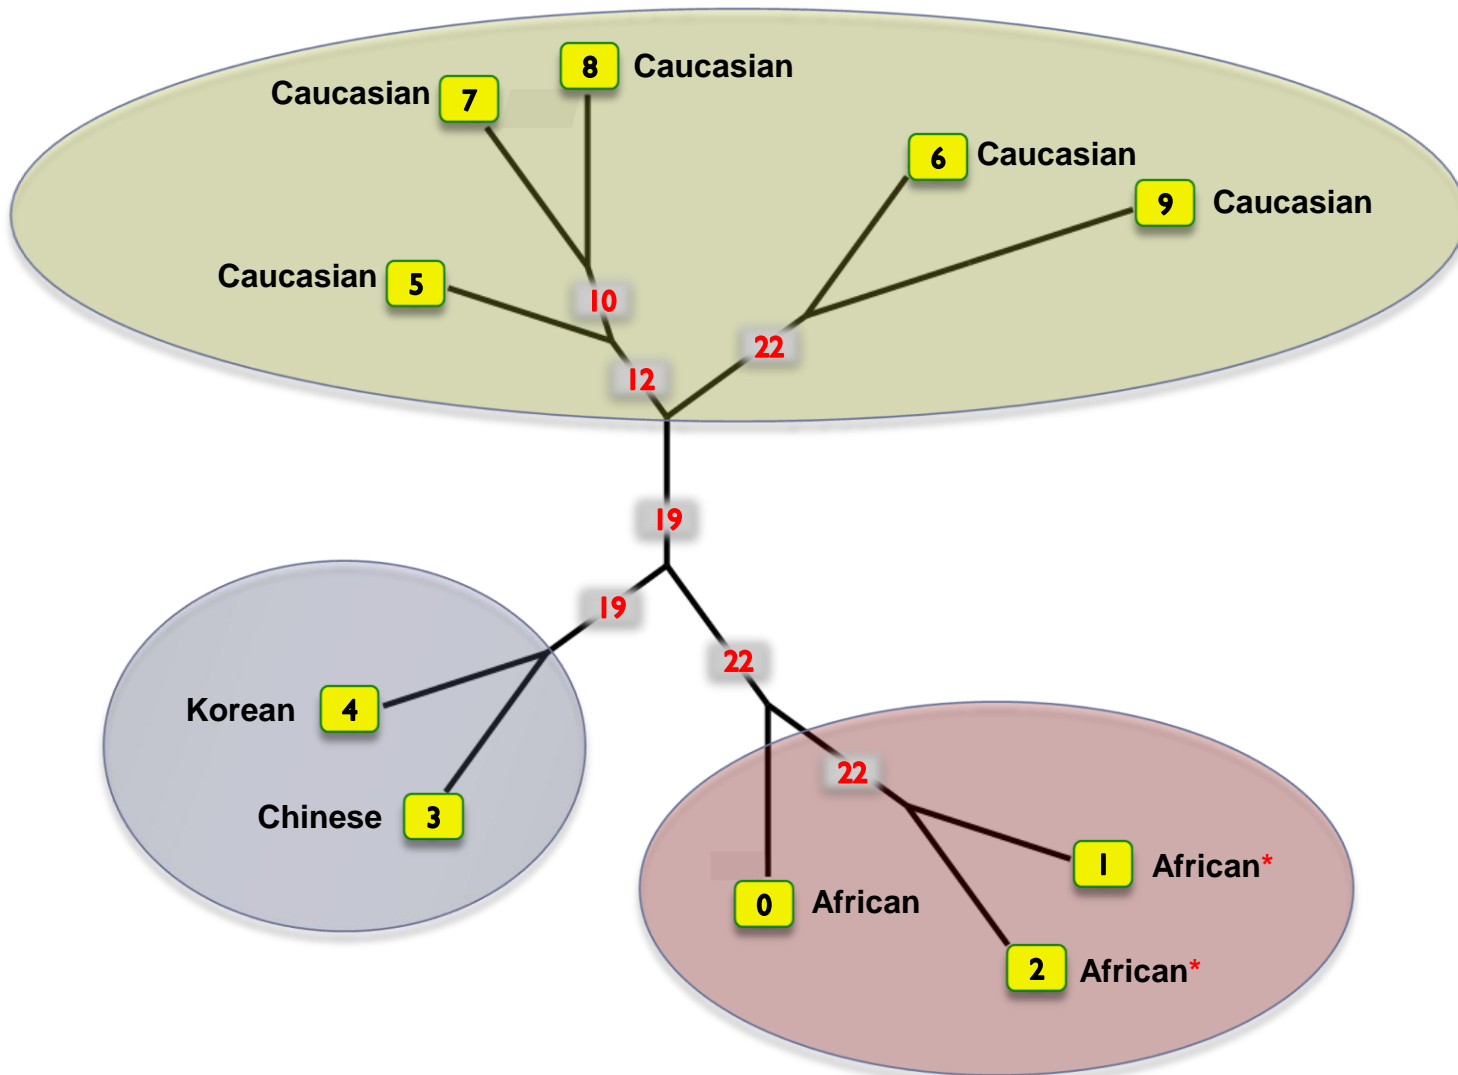 8 Caucasian
Caucasian 7
6 Caucasian
9 Caucasian
Caucasian 5
10
22
12
19
19
22
Korean 4
22
Chinese 3
1 African*
0 African
2 African*